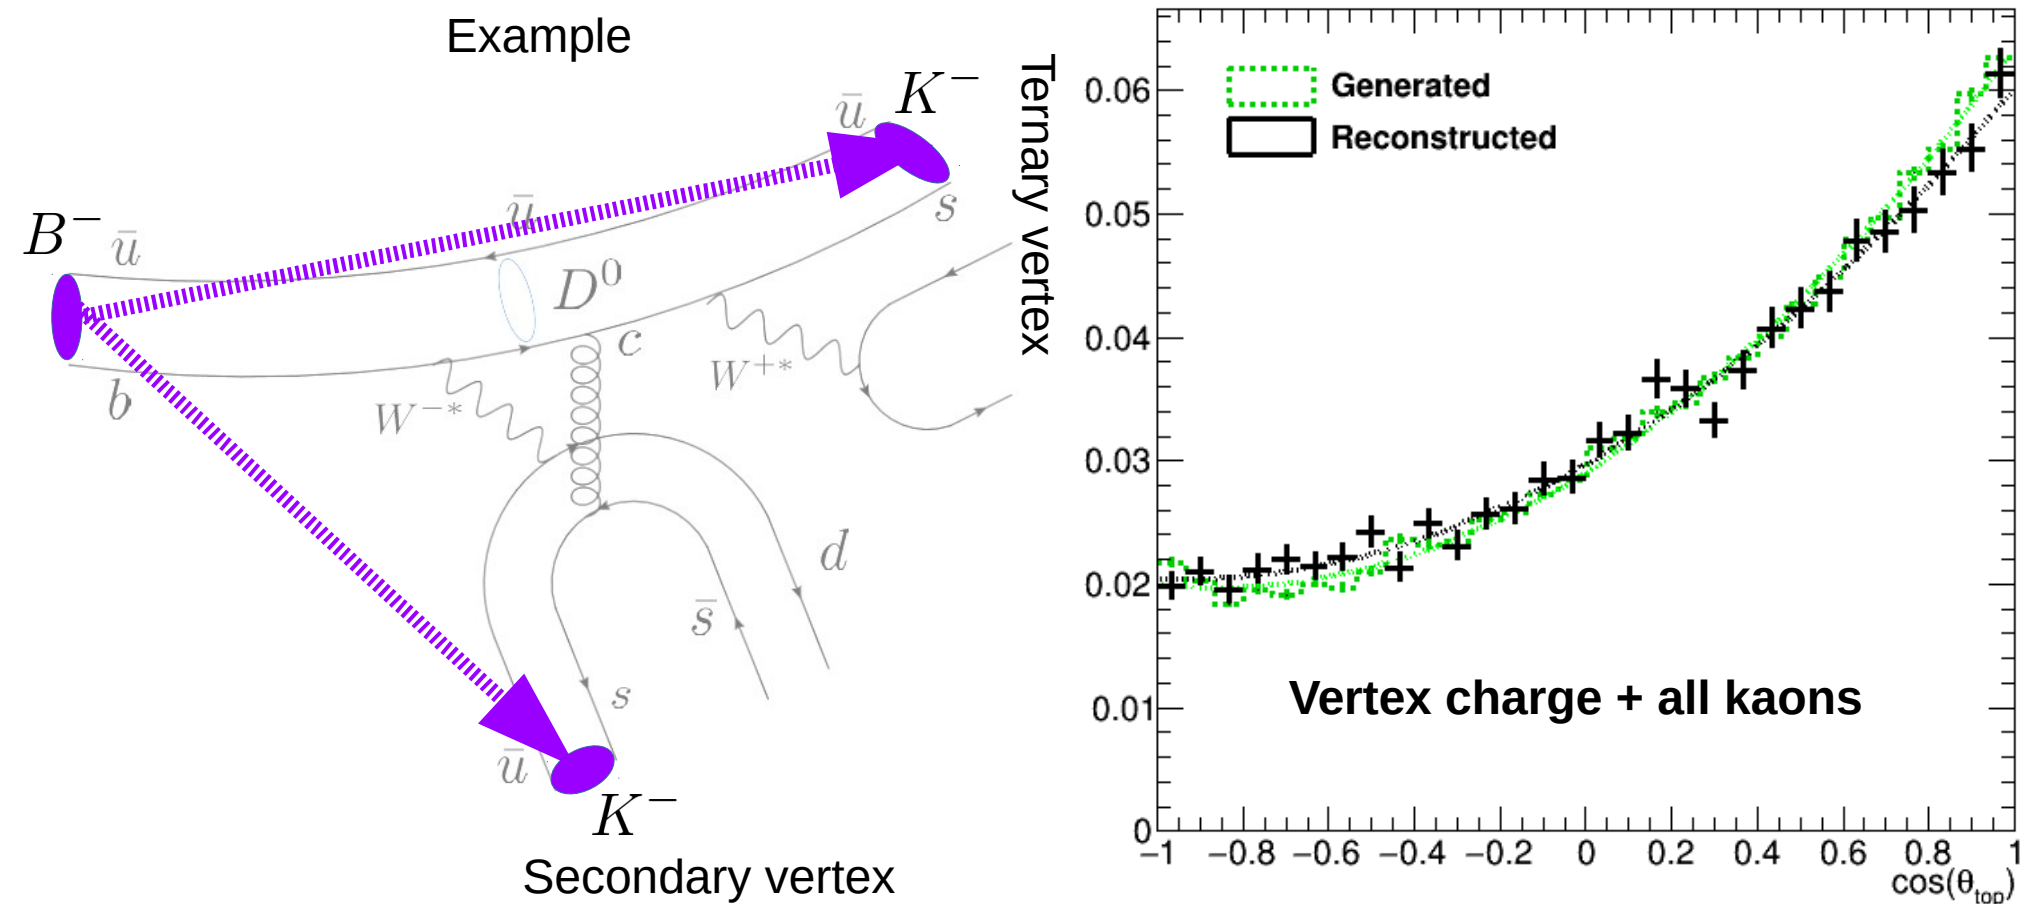 Example
K⁻
ū
Ternary vertex
B⁻
ū
ū
s
D⁰
c
W⁺*
b
W⁻*
d
s̄
s
ū
K⁻
Secondary vertex
Generated
Reconstructed
0.06
0.05
0.04
0.03
0.02
0.01
0
Vertex charge + all kaons
−1 −0.8 −0.6 −0.4 −0.2 0 0.2 0.4 0.6 0.8 1
cos(θ_top)